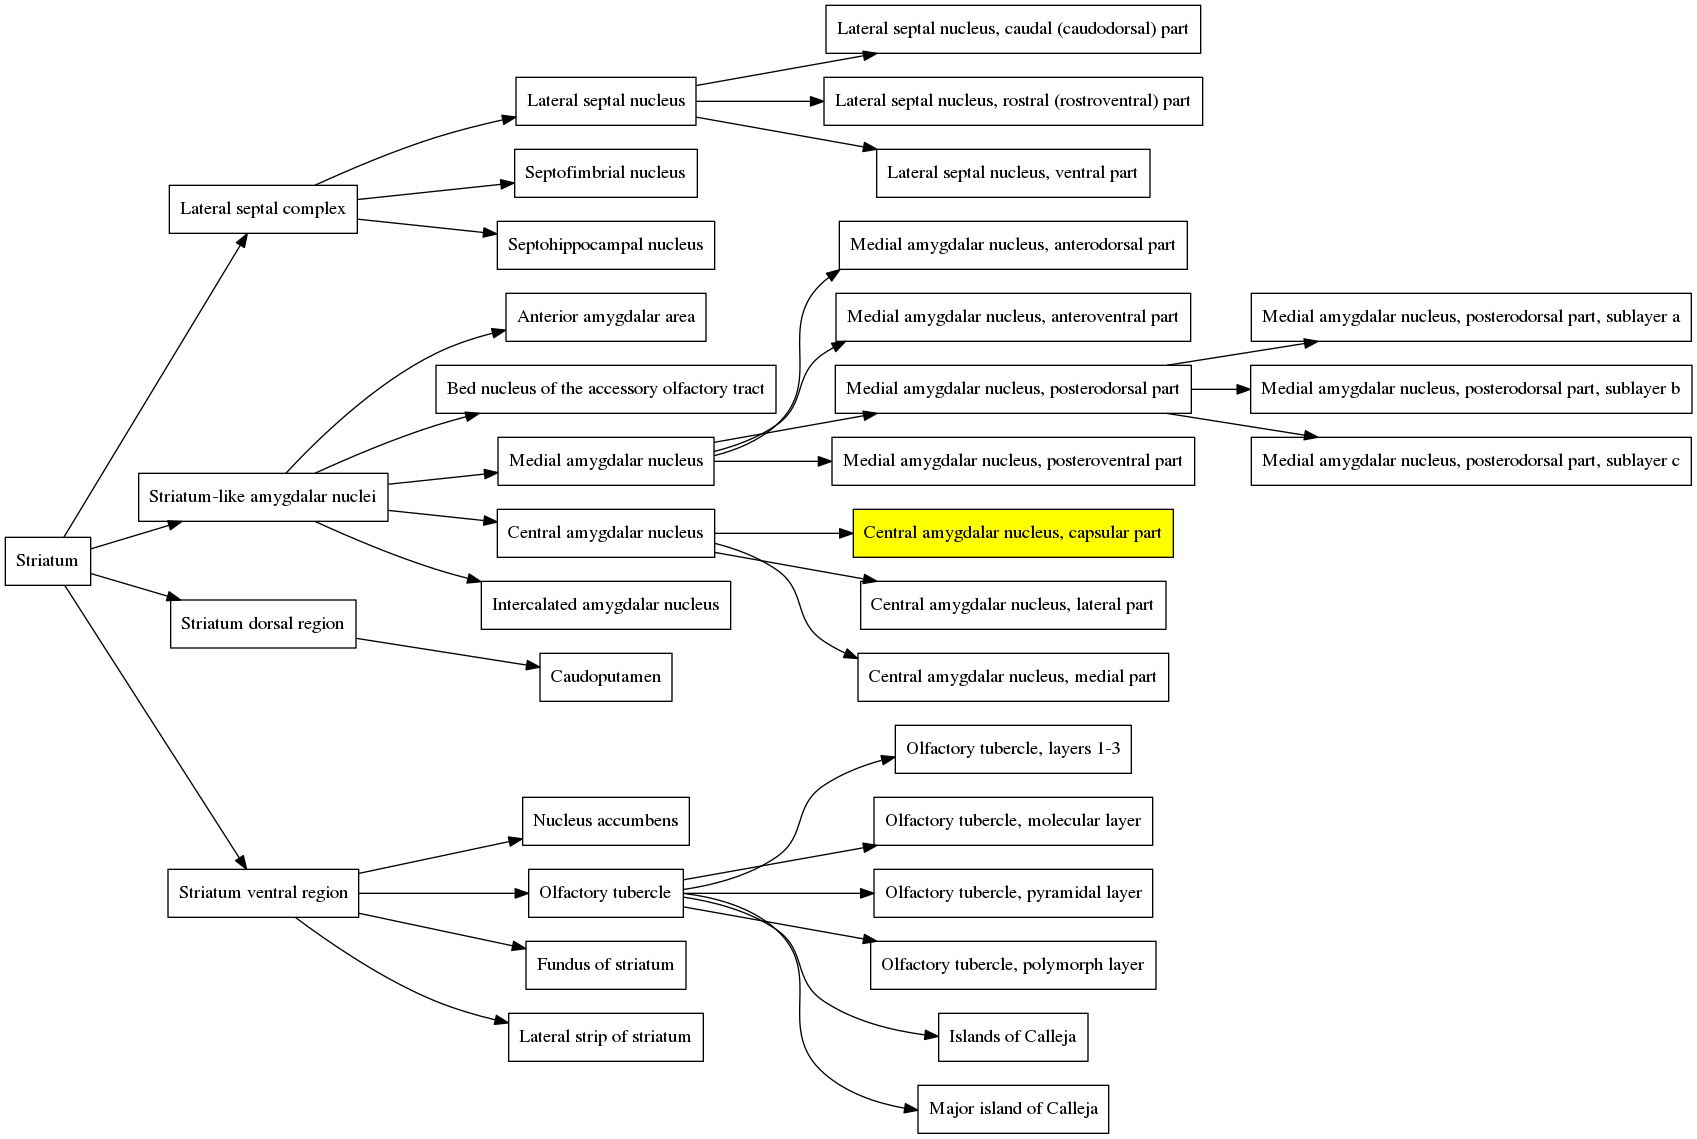 Striatum
Lateral septal complex
Striatum-like amygdalar nuclei
Striatum dorsal region
Striatum ventral region
Lateral septal nucleus
Septofimbrial nucleus
Septohippocampal nucleus
Anterior amygdalar area
Bed nucleus of the accessory olfactory tract
Medial amygdalar nucleus
Central amygdalar nucleus
Intercalated amygdalar nucleus
Caudoputamen
Nucleus accumbens
Olfactory tubercle
Fundus of striatum
Lateral strip of striatum
Lateral septal nucleus, caudal (caudodorsal) part
Lateral septal nucleus, rostral (rostroventral) part
Lateral septal nucleus, ventral part
Medial amygdalar nucleus, anterodorsal part
Medial amygdalar nucleus, anteroventral part
Medial amygdalar nucleus, posterodorsal part
Medial amygdalar nucleus, posteroventral part
Central amygdalar nucleus, capsular part
Central amygdalar nucleus, lateral part
Central amygdalar nucleus, medial part
Olfactory tubercle, layers 1-3
Olfactory tubercle, molecular layer
Olfactory tubercle, pyramidal layer
Olfactory tubercle, polymorph layer
Islands of Calleja
Major island of Calleja
Medial amygdalar nucleus, posterodorsal part, sublayer a
Medial amygdalar nucleus, posterodorsal part, sublayer b
Medial amygdalar nucleus, posterodorsal part, sublayer c